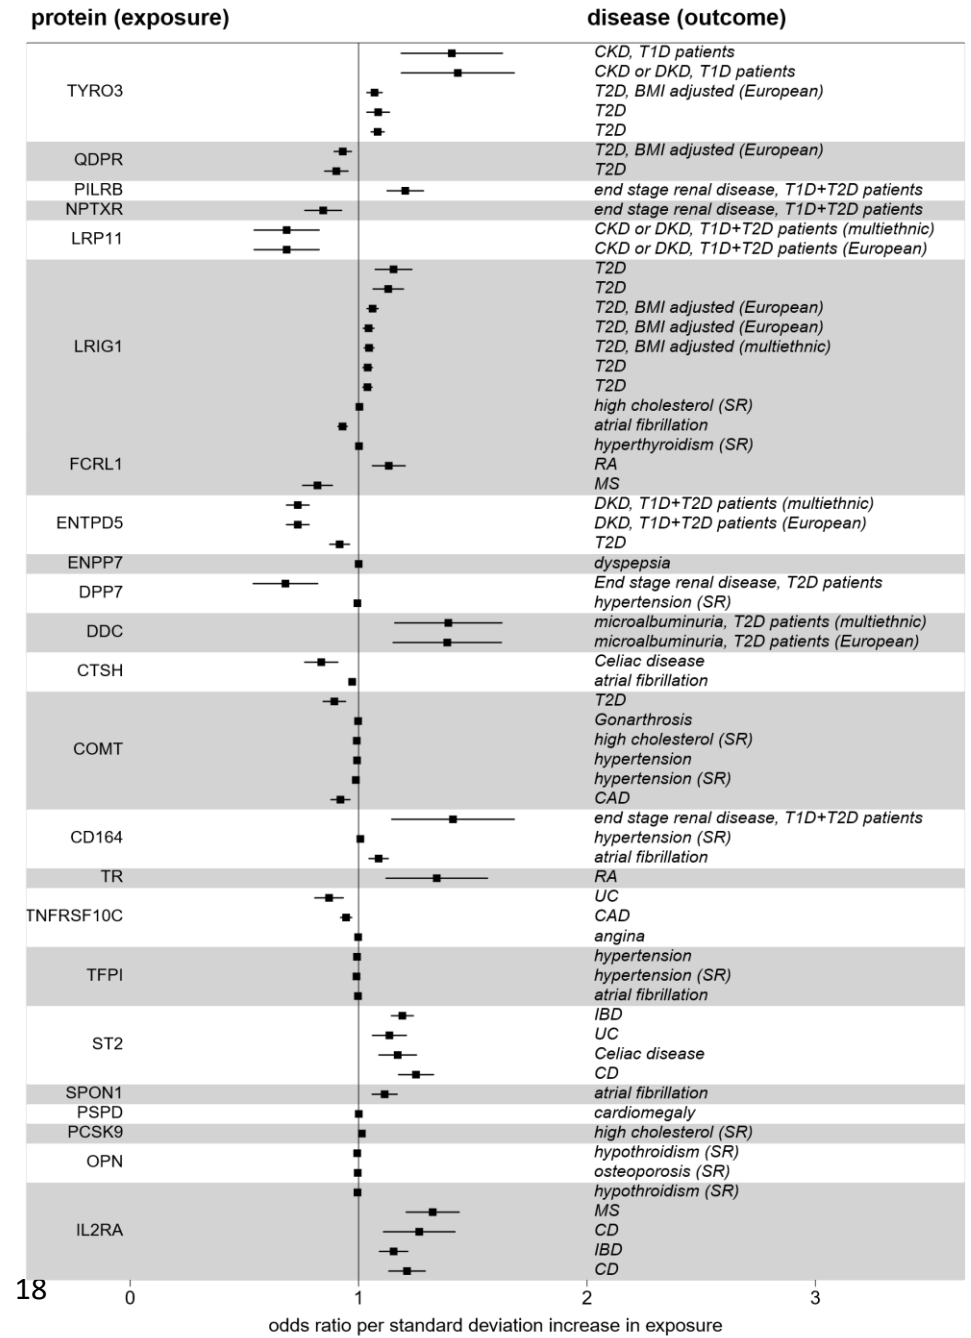 protein (exposure) disease (outcome)
CKD, T1D patients
CKD or DKD, T1D patients
TYRO3 T2D, BMI adjusted (European)
T2D
T2D
QDPR T2D, BMI adjusted (European)
T2D
PILRB end stage renal disease, T1D+T2D patients
NPTXR end stage renal disease, T1D+T2D patients
LRP11 CKD or DKD, T1D+T2D patients (multiethnic)
CKD or DKD, T1D+T2D patients (European)
T2D
T2D
T2D, BMI adjusted (European)
T2D, BMI adjusted (European)
LRIG1 T2D, BMI adjusted (multiethnic)
T2D
T2D
high cholesterol (SR)
atrial fibrillation
hyperthyroidism (SR)
FCRL1 RA
MS
DKD, T1D+T2D patients (multiethnic)
ENTPD5 DKD, T1D+T2D patients (European)
T2D
ENPP7 dyspepsia
DPP7 End stage renal disease, T2D patients
hypertension (SR)
DDC microalbuminuria, T2D patients (multiethnic)
microalbuminuria, T2D patients (European)
CTSH Celiac disease
atrial fibrillation
T2D
Gonarthrosis
COMT high cholesterol (SR)
hypertension
hypertension (SR)
CAD
end stage renal disease, T1D+T2D patients
CD164 hypertension (SR)
atrial fibrillation
TR RA
UC
TNFRSF10C CAD
angina
hypertension
TFPI hypertension (SR)
atrial fibrillation
IBD
ST2 UC
Celiac disease
CD
SPON1 atrial fibrillation
PSPD cardiomegaly
PCSK9 high cholesterol (SR)
OPN hypothroidism (SR)
osteoporosis (SR)
hypothroidism (SR)
MS
IL2RA CD
IBD
CD
18
0 1 2 3
odds ratio per standard deviation increase in exposure